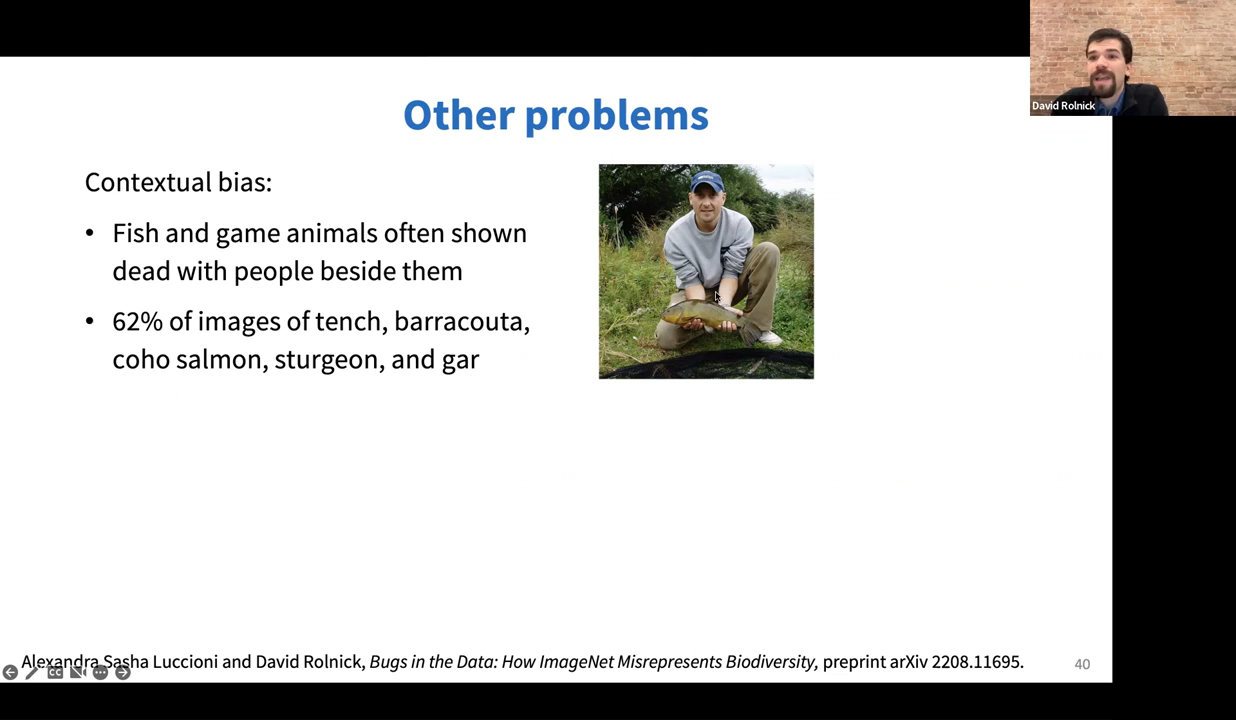 Other problems
David Rolnick
Contextual bias:
• Fish and game animals often shown
dead with people beside them
• 62% of images of tench, barracouta,
coho salmon, sturgeon, and gar
Alexandra Sasha Luccioni and David Rolnick, Bugs in the Data: How ImageNet Misrepresents Biodiversity, preprint arXiv 2208.11695.
40
CC